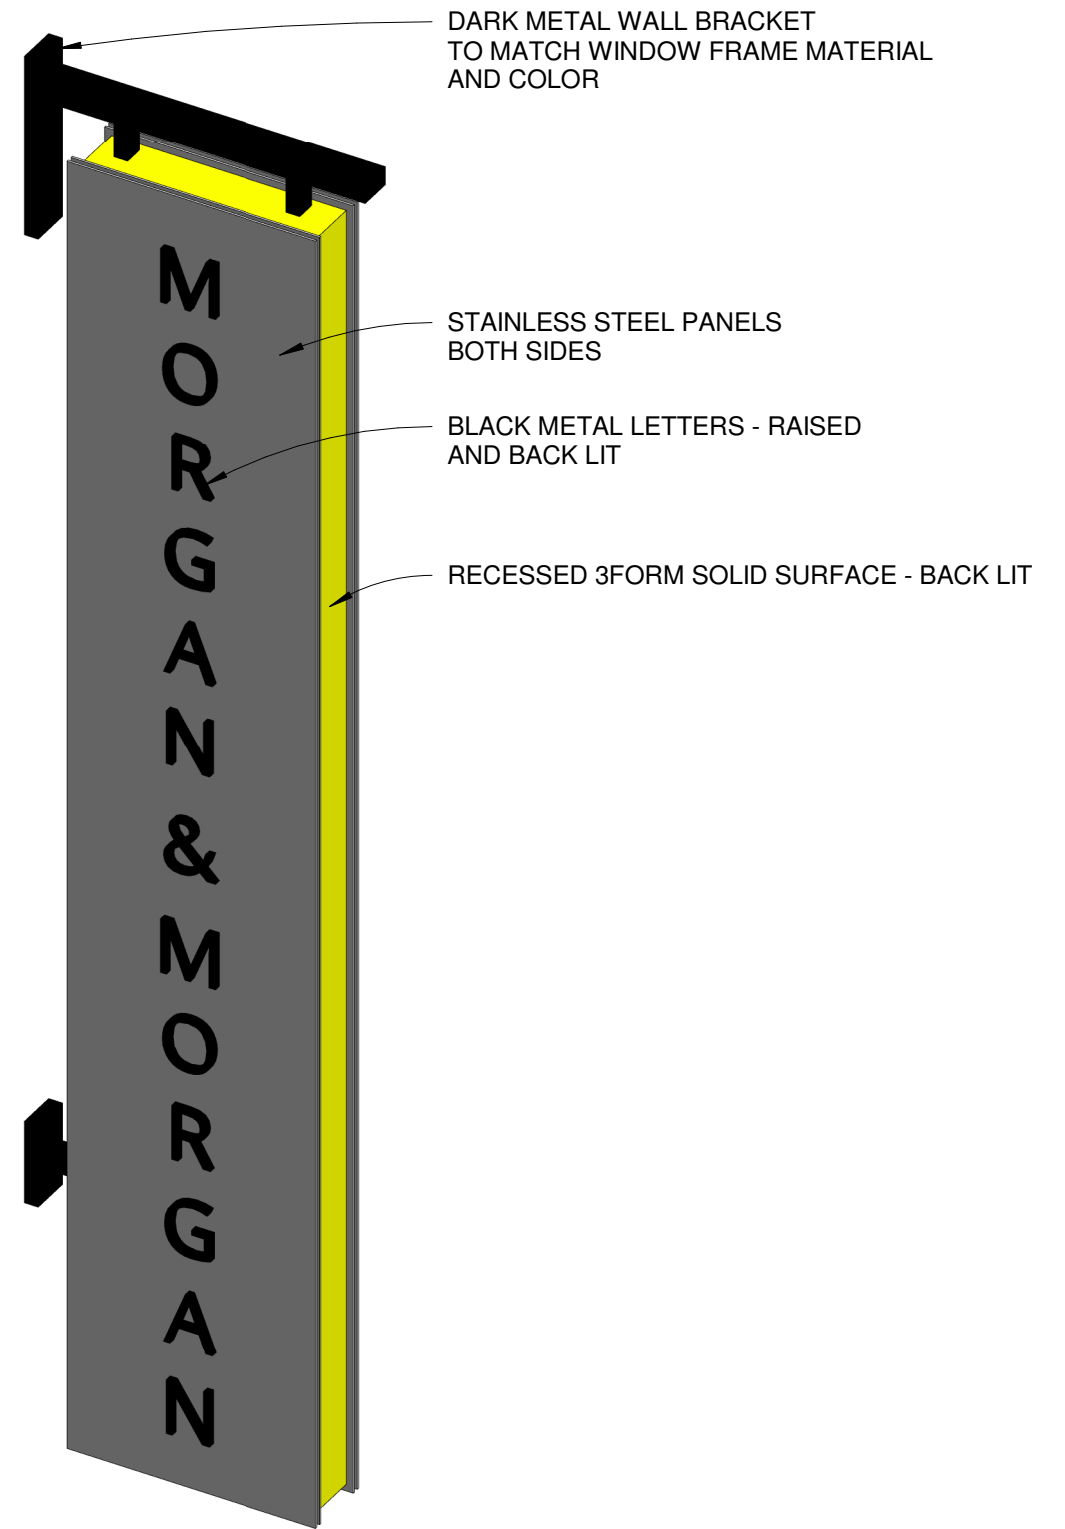 DARK METAL WALL BRACKET
TO MATCH WINDOW FRAME MATERIAL
AND COLOR
STAINLESS STEEL PANELS
BOTH SIDES
BLACK METAL LETTERS - RAISED
AND BACK LIT
RECESSED 3FORM SOLID SURFACE - BACK LIT
MORGAN & MORGAN